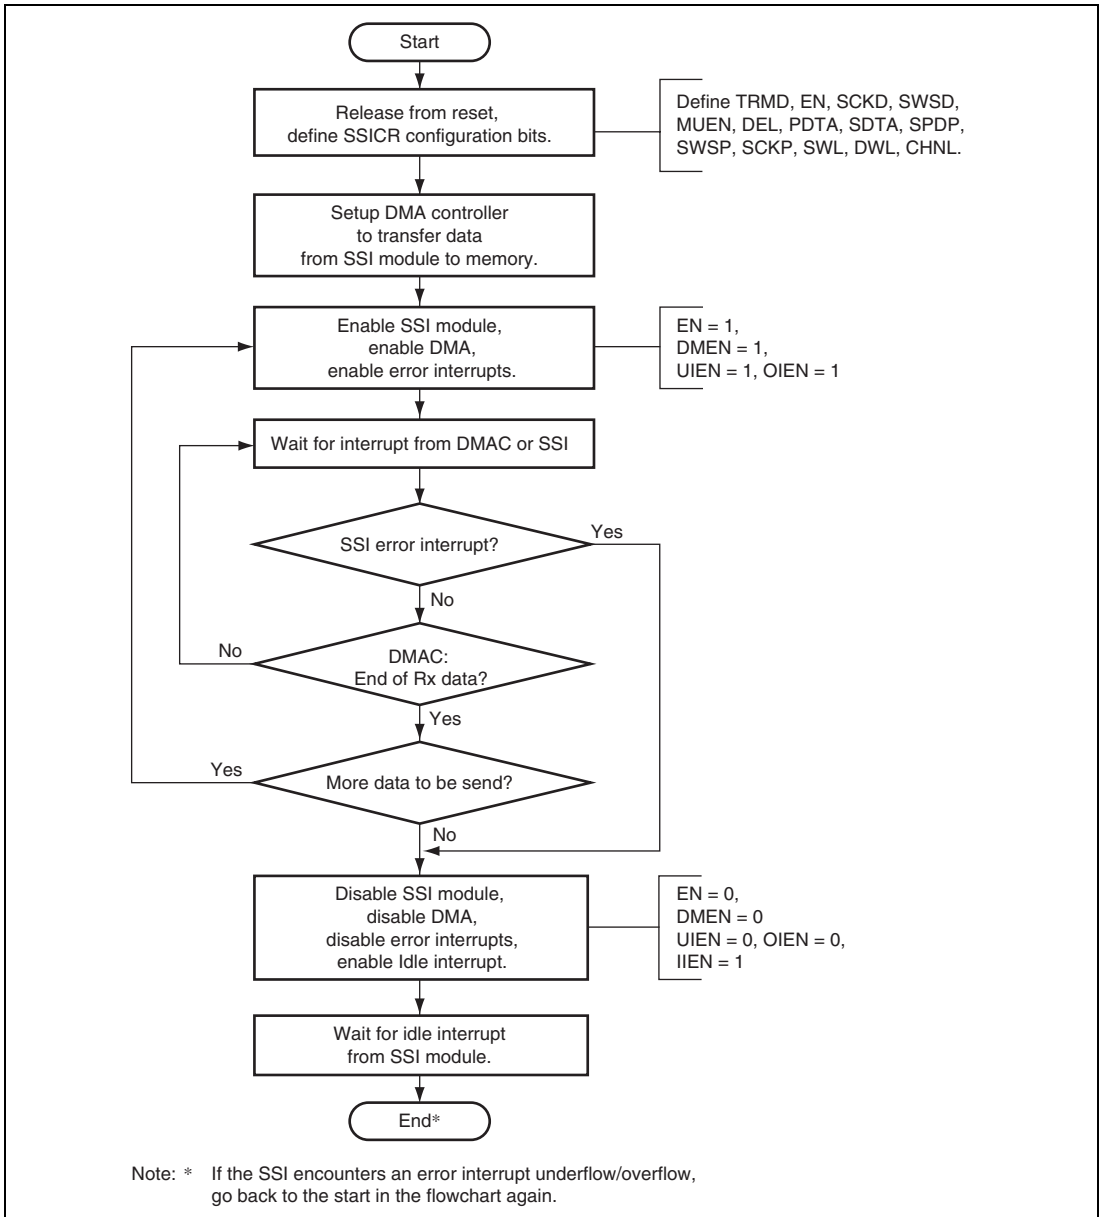 Start
Release from reset,
define SSICR configuration bits.
Define TRMD, EN, SCKD, SWSD,
MUEN, DEL, PDTA, SDTA, SPDP,
SWSP, SCKP, SWL, DWL, CHNL.
Setup DMA controller
to transfer data
from SSI module to memory.
Enable SSI module,
enable DMA,
enable error interrupts.
EN = 1,
DMEN = 1,
UIEN = 1, OIEN = 1
Wait for interrupt from DMAC or SSI
SSI error interrupt?
Yes
No
DMAC:
End of Rx data?
No
Yes
More data to be send?
Yes
No
Disable SSI module,
disable DMA,
disable error interrupts,
enable Idle interrupt.
EN = 0,
DMEN = 0
UIEN = 0, OIEN = 0,
IIEN = 1
Wait for idle interrupt
from SSI module.
End*
Note: * If the SSI encounters an error interrupt underflow/overflow,
go back to the start in the flowchart again.